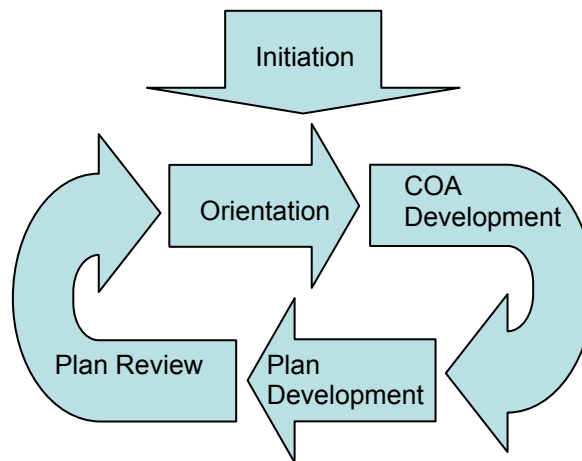 Initiation
Orientation
COA
Development
Plan
Development
Plan Review